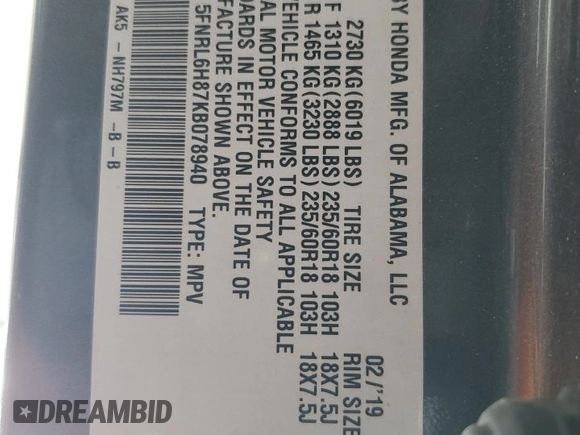 BY HONDA MFG. OF ALABAMA, LLC 02/'19
2730 KG (6019 LBS) TIRE SIZE RIM SIZE
F 1310 KG (2888 LBS) 235/60R18 103H 18X7.5J
R 1465 KG (3230 LBS) 235/60R18 103H 18X7.5J
VEHICLE CONFORMS TO ALL APPLICABLE
AL MOTOR VEHICLE SAFETY
ARDS IN EFFECT ON THE DATE OF
FACTURE SHOWN ABOVE.
5FNRL6H87KB078940 TYPE: MPV
AK5 - NH797M -B-B
DREAMBID